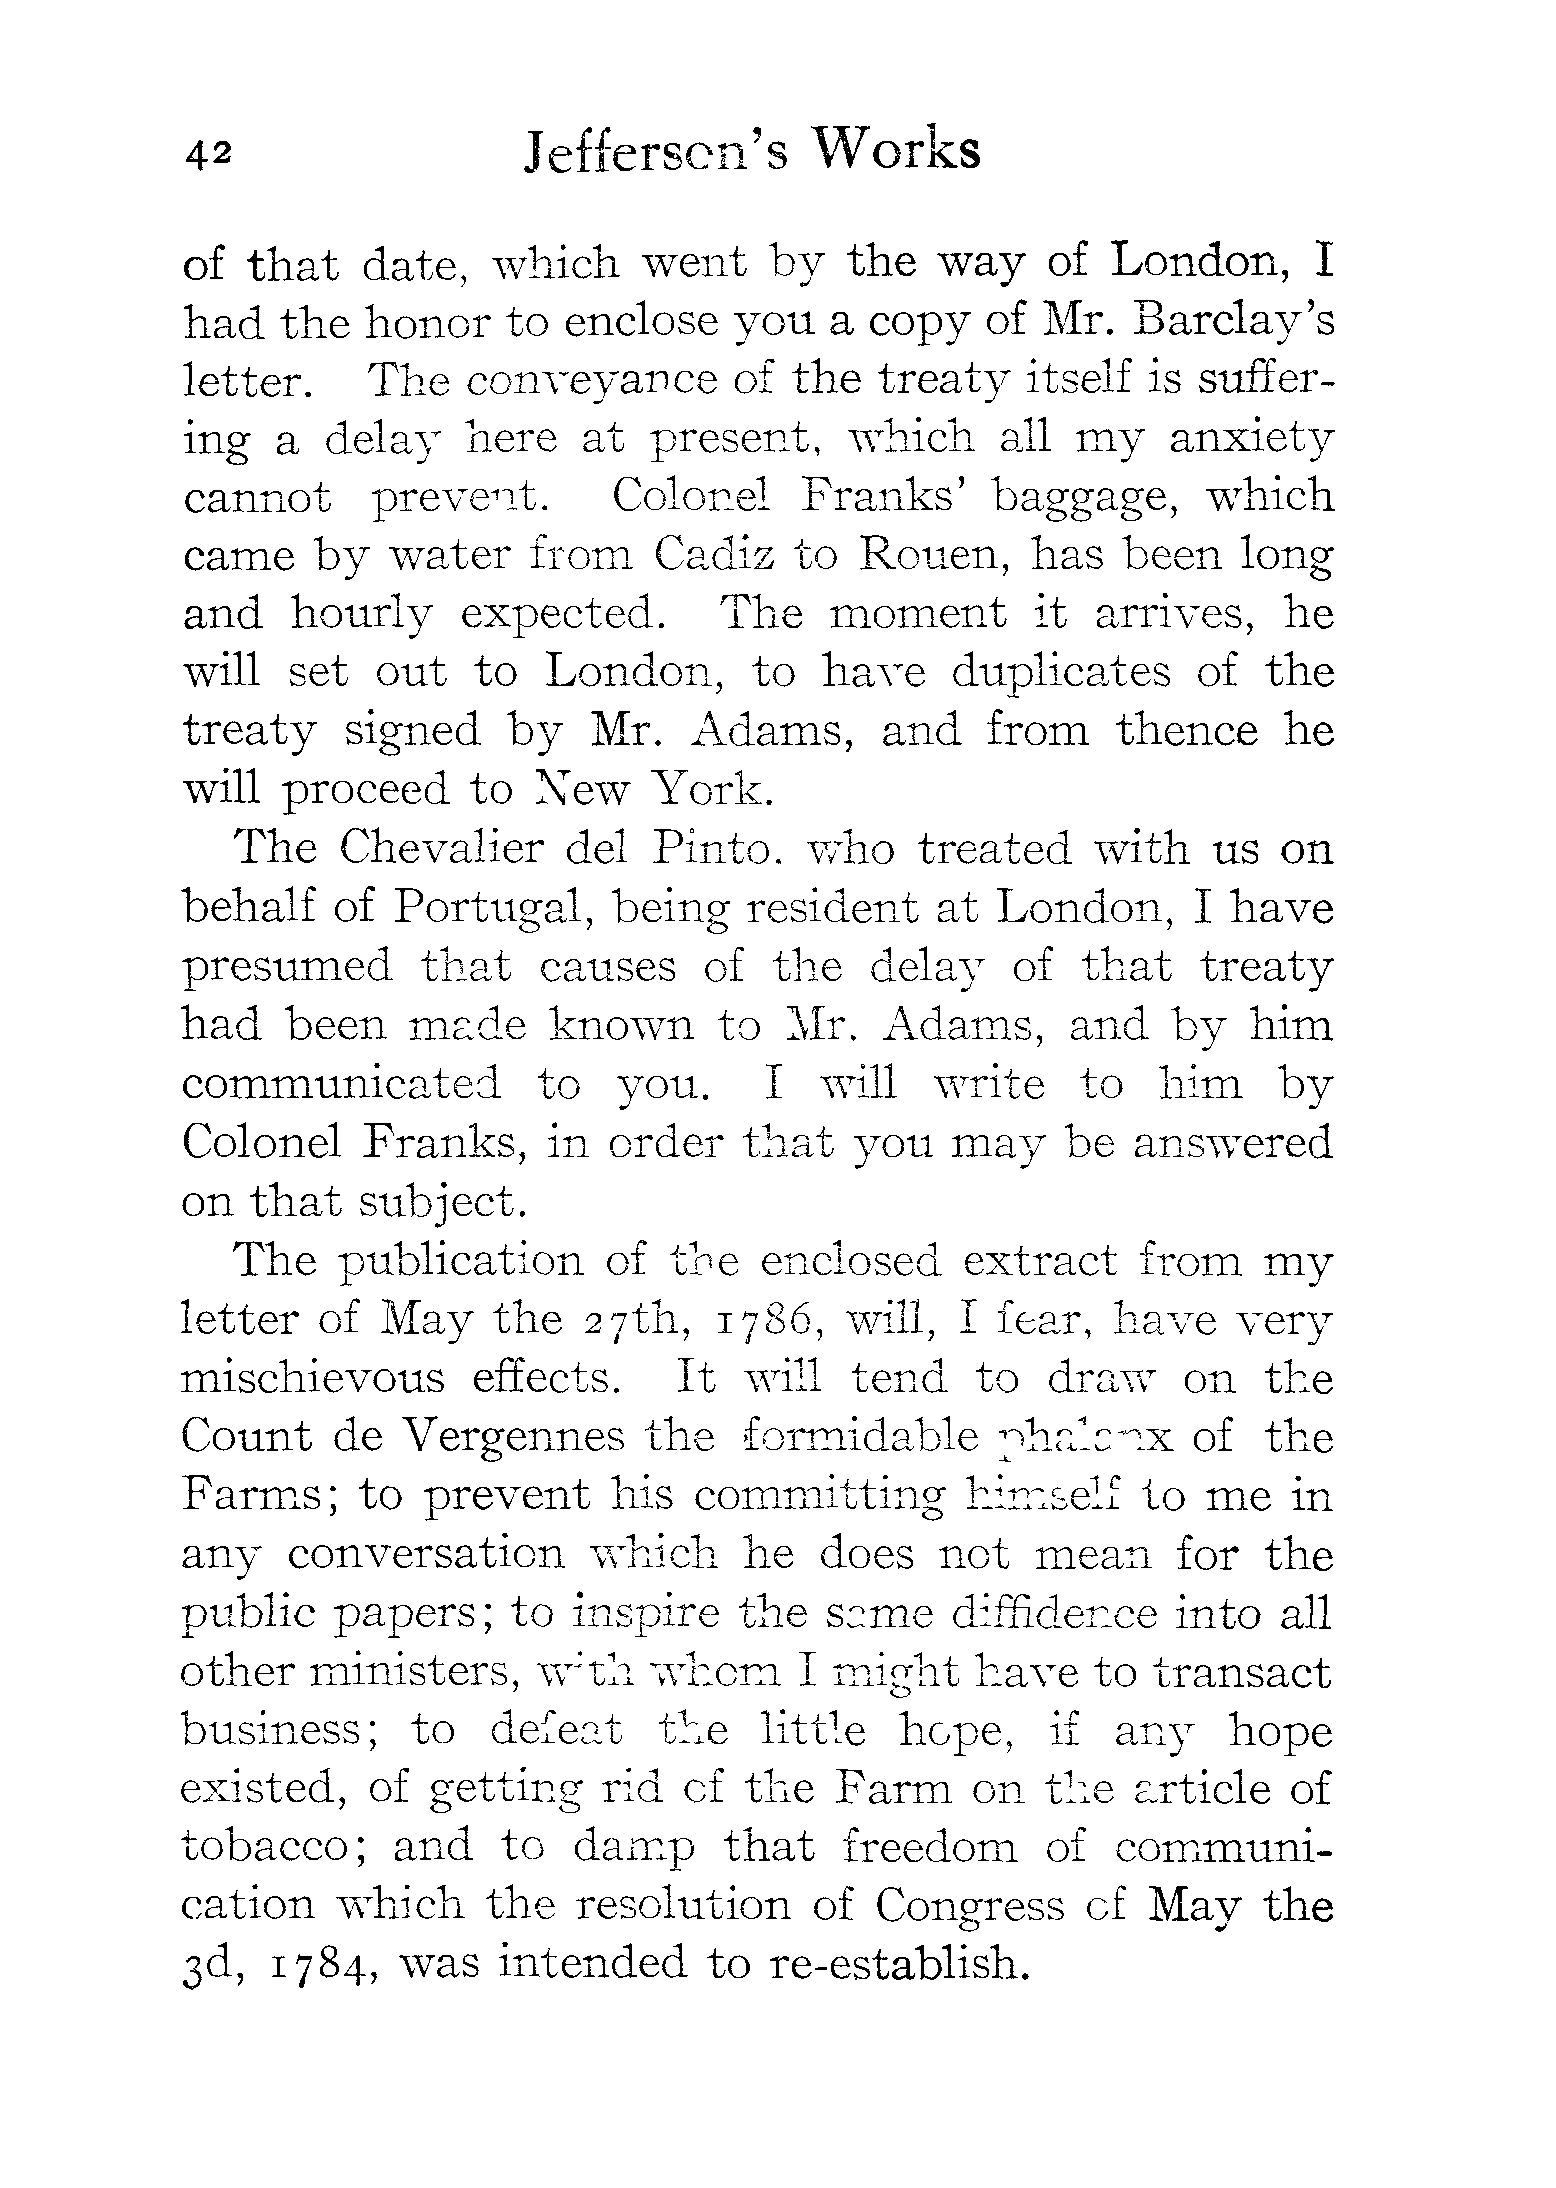 42 Jefferson's Works
of that date, which went by the way of London, I
had the honor to enclose you a copy of Mr. Barclay's
letter. The conveyance of the treaty itself is suffer-
ing a delay here at present, which all my anxiety
cannot prevent. Colonel Franks' baggage, which
came by water from Cadiz to Rouen, has been long
and hourly expected. The moment it arrives, he
will set out to London, to have duplicates of the
treaty signed by Mr. Adams, and from thence he
will proceed to New York.
The Chevalier del Pinto, who treated with us on
behalf of Portugal, being resident at London, I have
presumed that causes of the delay of that treaty
had been made known to Mr. Adams, and by him
communicated to you. I will write to him by
Colonel Franks, in order that you may be answered
on that subject.
The publication of the enclosed extract from my
letter of May the 27th, 1786, will, I fear, have very
mischievous effects. It will tend to draw on the
Count de Vergennes the formidable phalanx of the
Farms; to prevent his committing himself to me in
any conversation which he does not mean for the
public papers; to inspire the same diffidence into all
other ministers, with whom I might have to transact
business; to defeat the little hope, if any hope
existed, of getting rid of the Farm on the article of
tobacco; and to damp that freedom of communi-
cation which the resolution of Congress of May the
3d, 1784, was intended to re-establish.